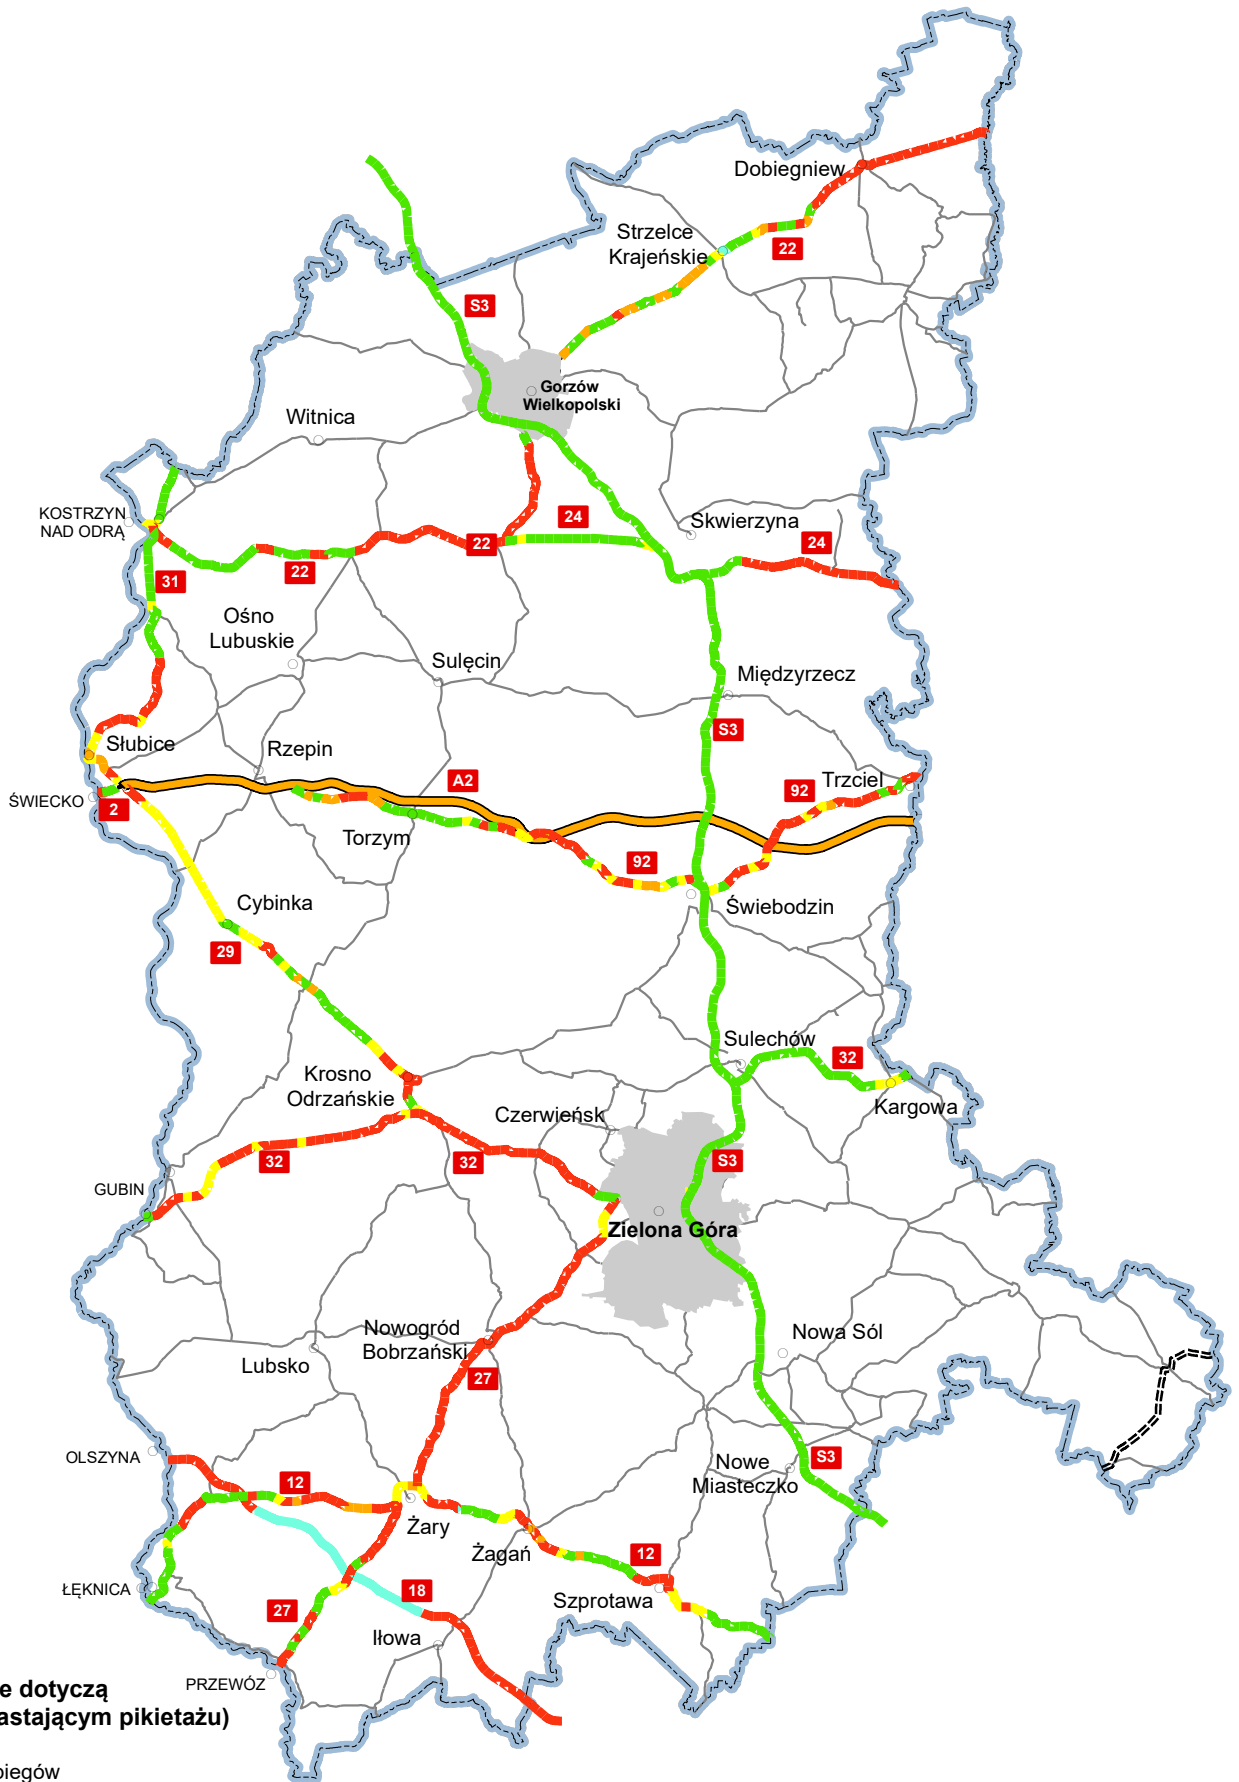 Dobiegniew
Strzelce
Krajeńskie
22
S3
Gorzów
Wielkopolski
Witnica
KOSTRZYN
NAD ODRĄ
24
Skwierzyna
22
24
22
31
Ośno
Lubuskie
Sulęcin
Międzyrzecz
S3
Słubice
Rzepin
A2
Trzciel
92
ŚWIECKO
2
Torzym
92
Cybinka
Świebodzin
29
Sulechów
32
Krosno
Odrzańskie
Kargowa
Czerwieńsk
32
32
S3
GUBIN
Zielona Góra
Nowogród
Bobrzański
Nowa Sól
Lubsko
27
OLSZYNA
S3
Nowe
Miasteczko
12
Żary
Żagań
12
ŁĘKNICA
18
Szprotawa
27
Iłowa
PRZEWÓZ
e dotyczą
astającym pikietażu)
biegów